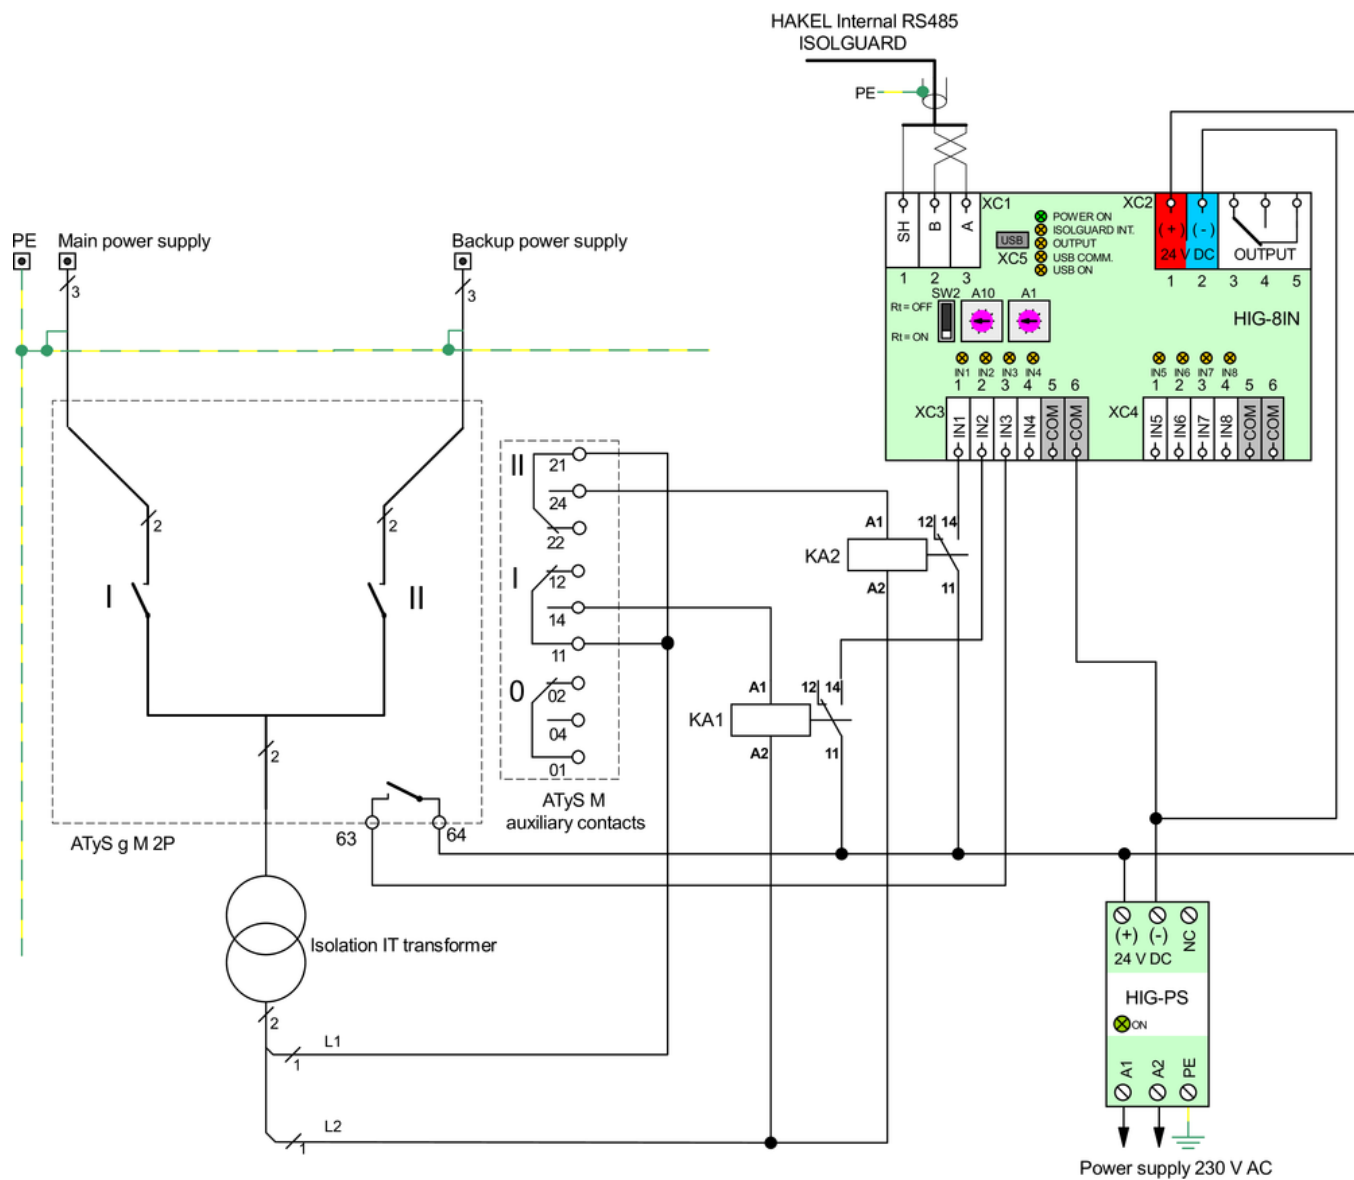 HAKEL Internal RS485
ISOLGUARD
PE
XC1
SH
B
A
1 2 3
POWER ON
ISOLGUARD INT.
OUTPUT
USB COMM.
USB ON
USB
XC5
XC2
(+) (-)
24 V DC
OUTPUT
1 2 3 4 5
SW2 A10 A1
Rt = OFF
Rt = ON
HIG-8IN
IN1 IN2 IN3 IN4
1 2 3 4 5 6
XC3
IN1 IN2 IN3 IN4 COM COM
IN5 IN6 IN7 IN8
1 2 3 4 5 6
XC4
IN5 IN6 IN7 IN8 COM COM
PE
Main power supply
Backup power supply
3
3
2
2
I
II
2
63
64
ATyS g M 2P
II
21
24
22
I
12
14
11
0
02
04
01
ATyS M
auxiliary contacts
A1
KA2
A2
12 14
11
A1
KA1
A2
12 14
11
Isolation IT transformer
2
L1
1
L2
1
(+) (-) NC
24 V DC
HIG-PS
ON
A1 A2 PE
Power supply 230 V AC